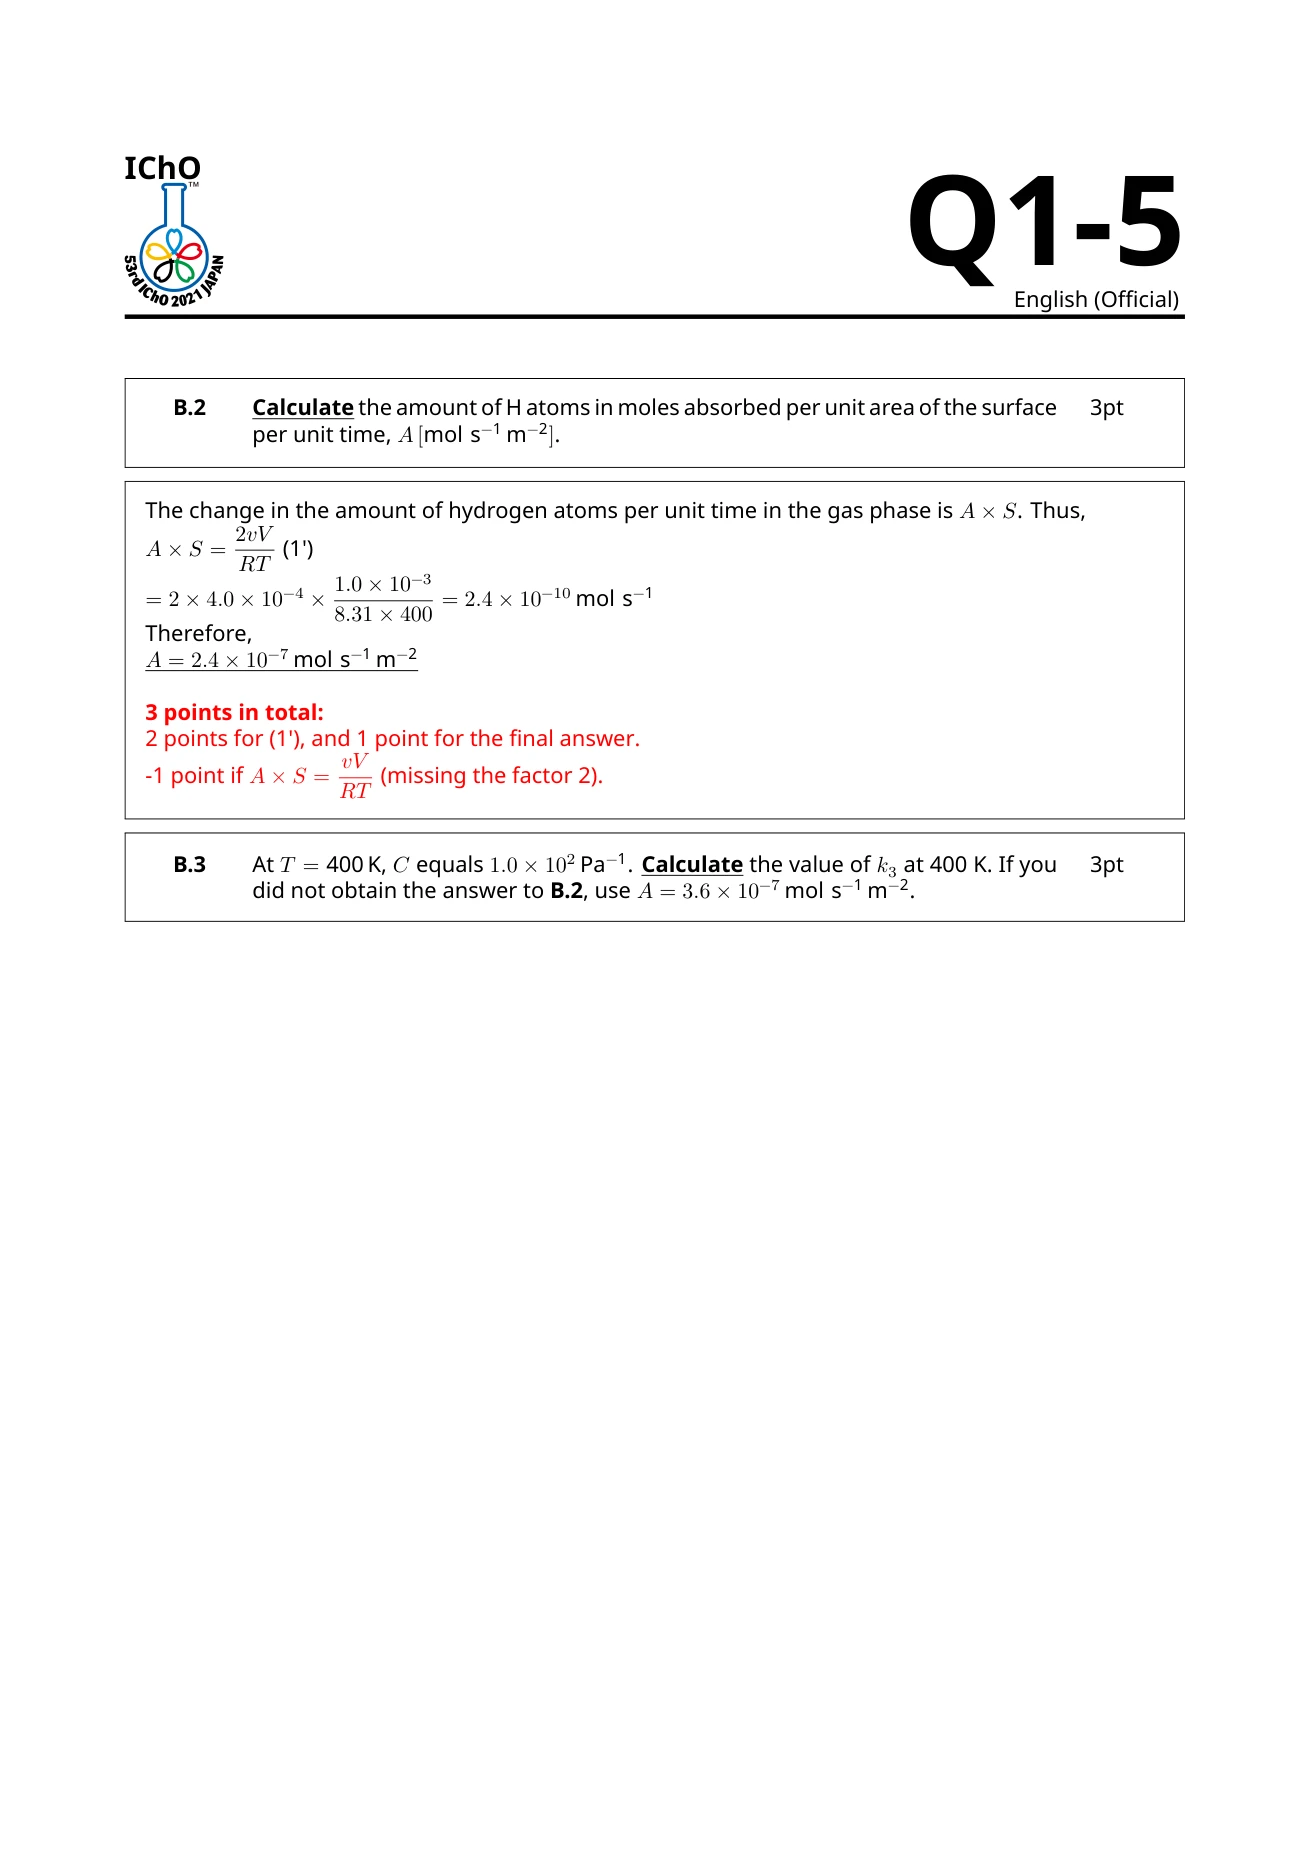 IChO
TM
53rd IChO 2021 JAPAN
Q1-5
English (Official)
B.2 Calculate the amount of H atoms in moles absorbed per unit area of the surface 3pt
per unit time, A [mol s⁻¹ m⁻²].
The change in the amount of hydrogen atoms per unit time in the gas phase is A × S. Thus,
A × S = 2vV / RT (1')
= 2 × 4.0 × 10⁻⁴ × 1.0 × 10⁻³ / 8.31 × 400 = 2.4 × 10⁻¹⁰ mol s⁻¹
Therefore,
A = 2.4 × 10⁻⁷ mol s⁻¹ m⁻²
3 points in total:
2 points for (1'), and 1 point for the final answer.
-1 point if A × S = vV / RT (missing the factor 2).
B.3 At T = 400 K, C equals 1.0 × 10² Pa⁻¹. Calculate the value of k₃ at 400 K. If you 3pt
did not obtain the answer to B.2, use A = 3.6 × 10⁻⁷ mol s⁻¹ m⁻².